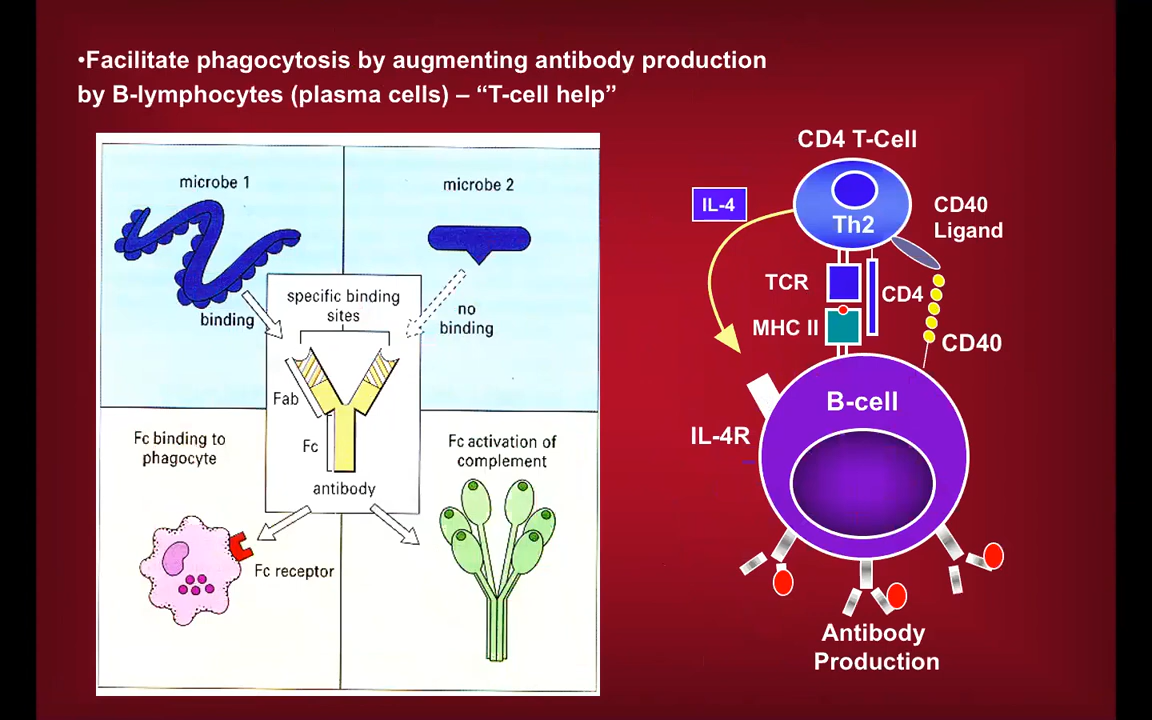 •Facilitate phagocytosis by augmenting antibody production
by B-lymphocytes (plasma cells) – “T-cell help”
microbe 1
microbe 2
binding
specific binding
sites
no
binding
Fab
Fc
antibody
Fc binding to
phagocyte
Fc activation of
complement
Fc receptor
CD4 T-Cell
IL-4
Th2
CD40
Ligand
TCR
CD4
MHC II
CD40
B-cell
IL-4R
Antibody
Production